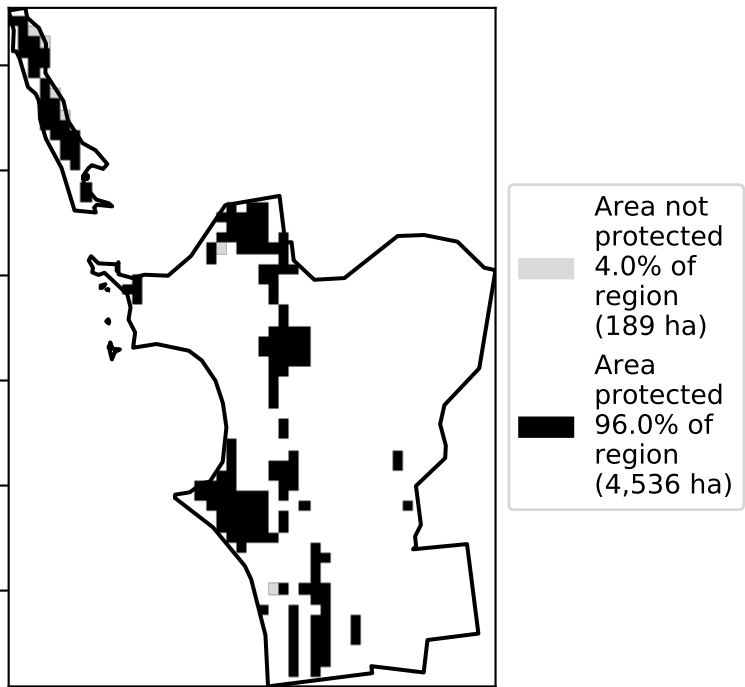 Area not
protected
4.0% of
region
(189 ha)
Area
protected
96.0% of
region
(4,536 ha)